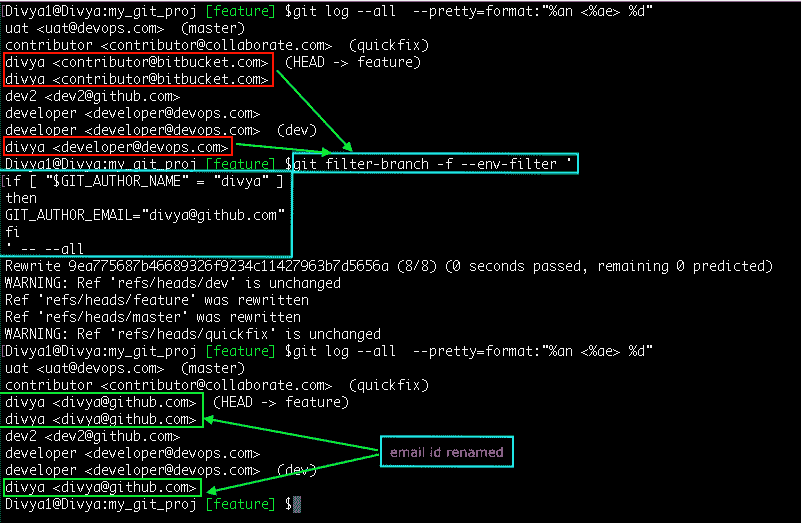 Divya1@Divya:my_git_proj [feature] $git log --all  --pretty=format:"%an <%ae> %d"
uat <uat@devops.com>  (master)
contributor <contributor@collaborate.com>  (quickfix)
divya <contributor@bitbucket.com>  (HEAD -> feature)
divya <contributor@bitbucket.com>
dev2 <dev2@github.com>
developer <developer@devops.com>
developer <developer@devops.com>  (dev)
divya <developer@devops.com>
Divya1@Divya:my_git_proj [feature] $git filter-branch -f --env-filter '
if [ "$GIT_AUTHOR_NAME" = "divya" ]
then
GIT_AUTHOR_EMAIL="divya@github.com"
fi
' -- --all
Rewrite 9ea775687b46689326f9234c11427963b7d5656a (8/8) (0 seconds passed, remaining 0 predicted)
WARNING: Ref 'refs/heads/dev' is unchanged
Ref 'refs/heads/feature' was rewritten
Ref 'refs/heads/master' was rewritten
WARNING: Ref 'refs/heads/quickfix' is unchanged
Divya1@Divya:my_git_proj [feature] $git log --all  --pretty=format:"%an <%ae> %d"
uat <uat@devops.com>  (master)
contributor <contributor@collaborate.com>  (quickfix)
divya <divya@github.com>  (HEAD -> feature)
divya <divya@github.com>
dev2 <dev2@github.com>
developer <developer@devops.com>
email id renamed
developer <developer@devops.com>  (dev)
divya <divya@github.com>
Divya1@Divya:my_git_proj [feature] $